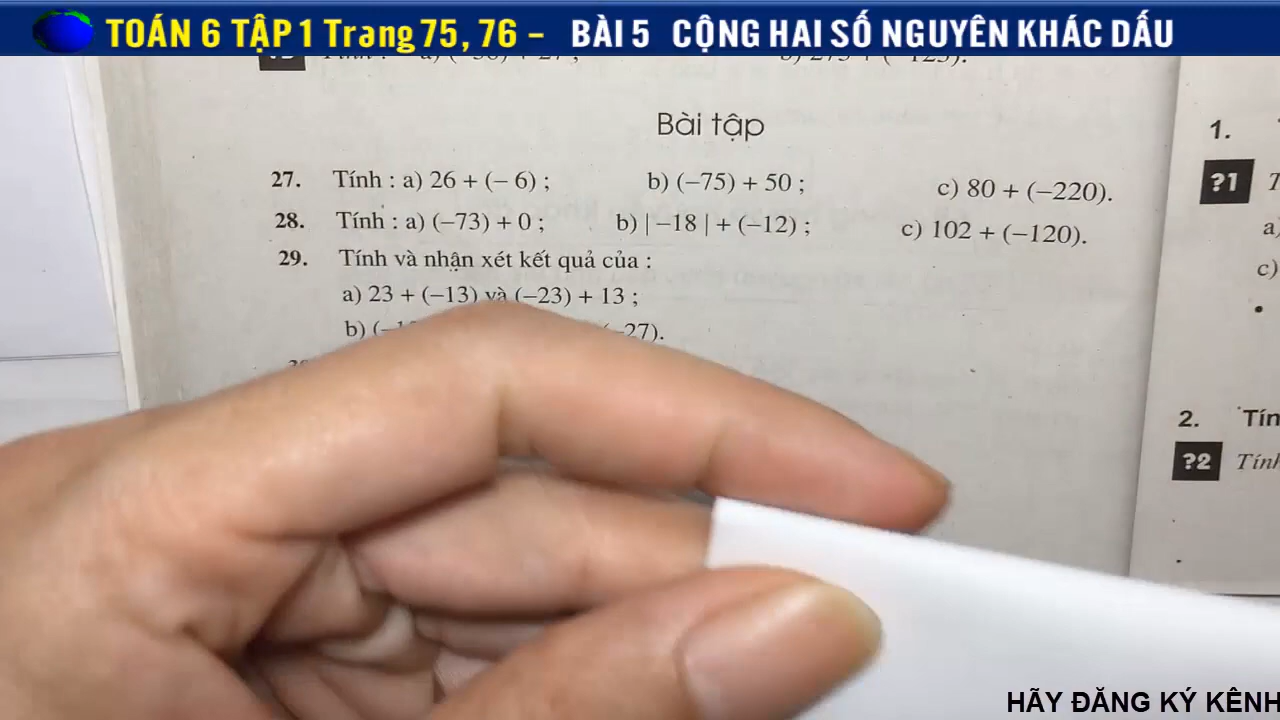 TOÁN 6 TẬP 1 Trang 75, 76 - BÀI 5 CỘNG HAI SỐ NGUYÊN KHÁC DẤU
Bài tập
27. Tính : a) 26 + (– 6) ; b) (–75) + 50 ; c) 80 + (–220).
28. Tính : a) (–73) + 0 ; b) | –18 | + (–12) ; c) 102 + (–120).
29. Tính và nhận xét kết quả của :
a) 23 + (–13) và (–23) + 13 ;
b) 27).
1.
?1
a)
c)
•
2.
?2
HÃY ĐĂNG KÝ KÊNH